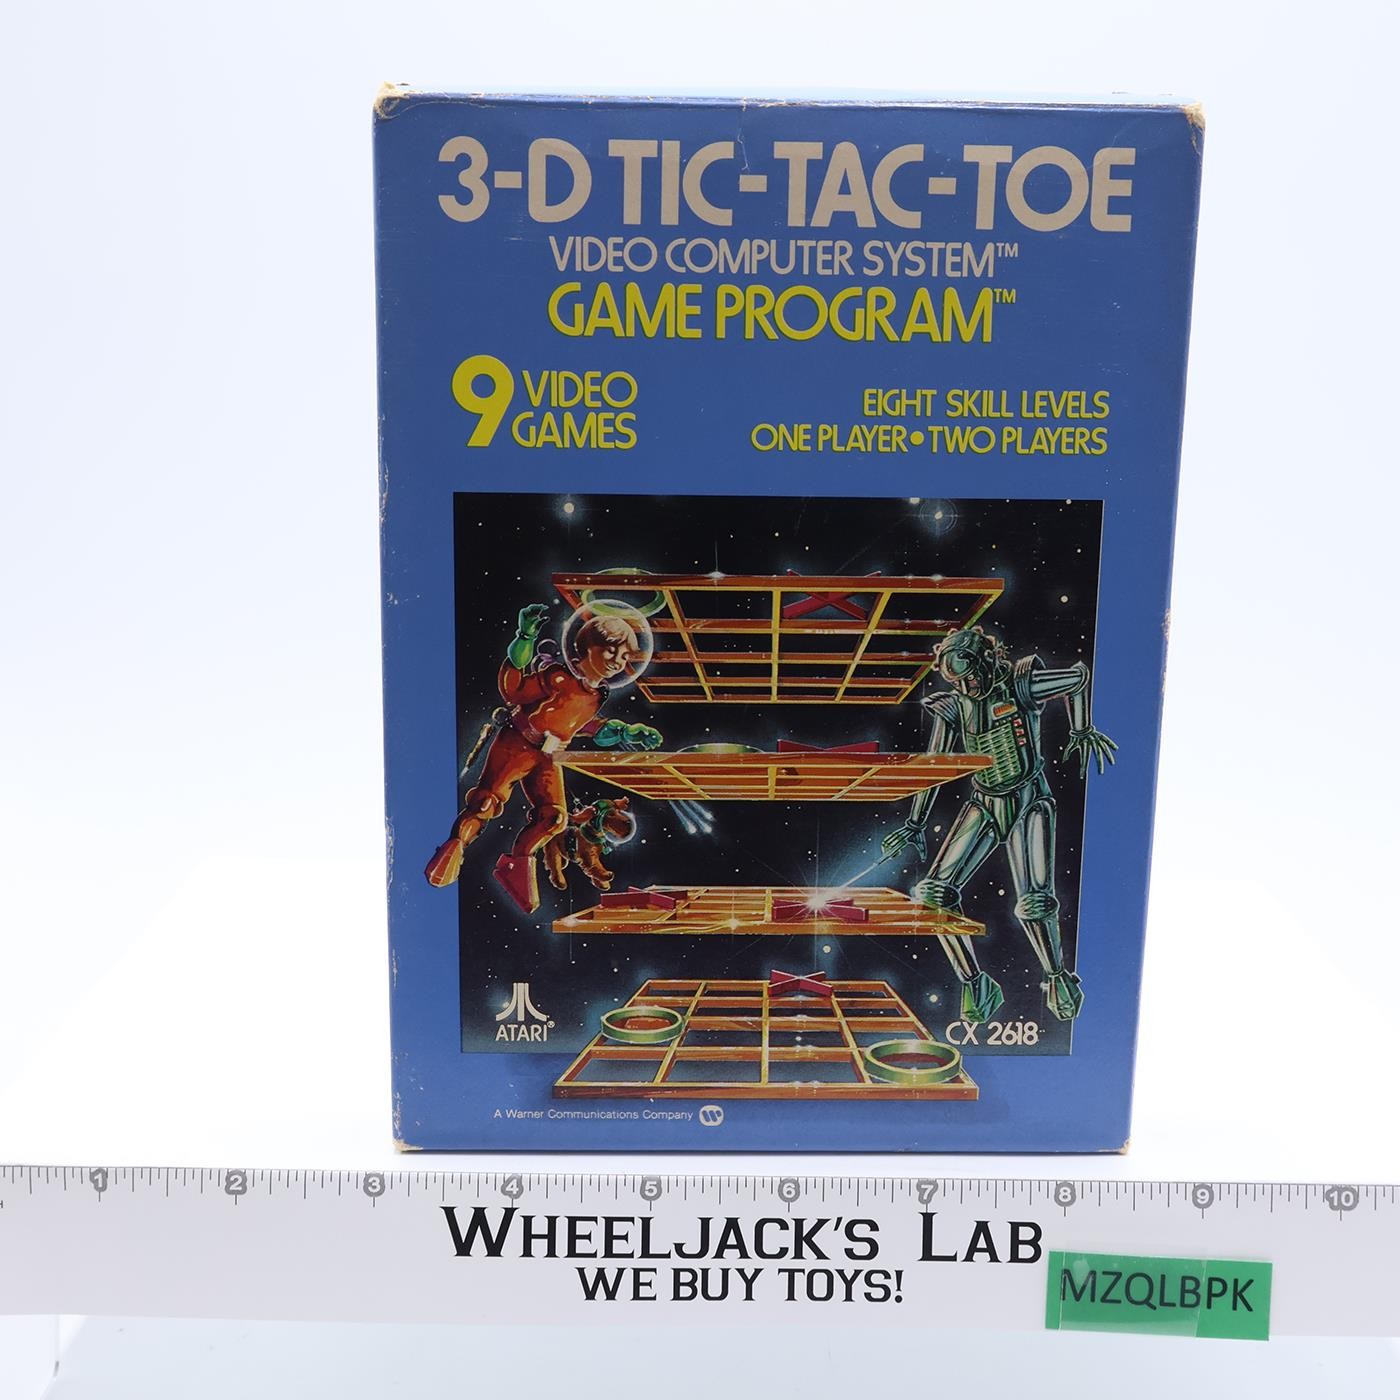 3-D TIC-TAC-TOE
VIDEO COMPUTER SYSTEM™
GAME PROGRAM™
9 VIDEO GAMES
EIGHT SKILL LEVELS
ONE PLAYER•TWO PLAYERS
ATARI®
CX 2618
A Warner Communications Company
1 2 3 4 5 6 7 8 9 10
WHEELJACK'S LAB
WE BUY TOYS!
MZQLBPK